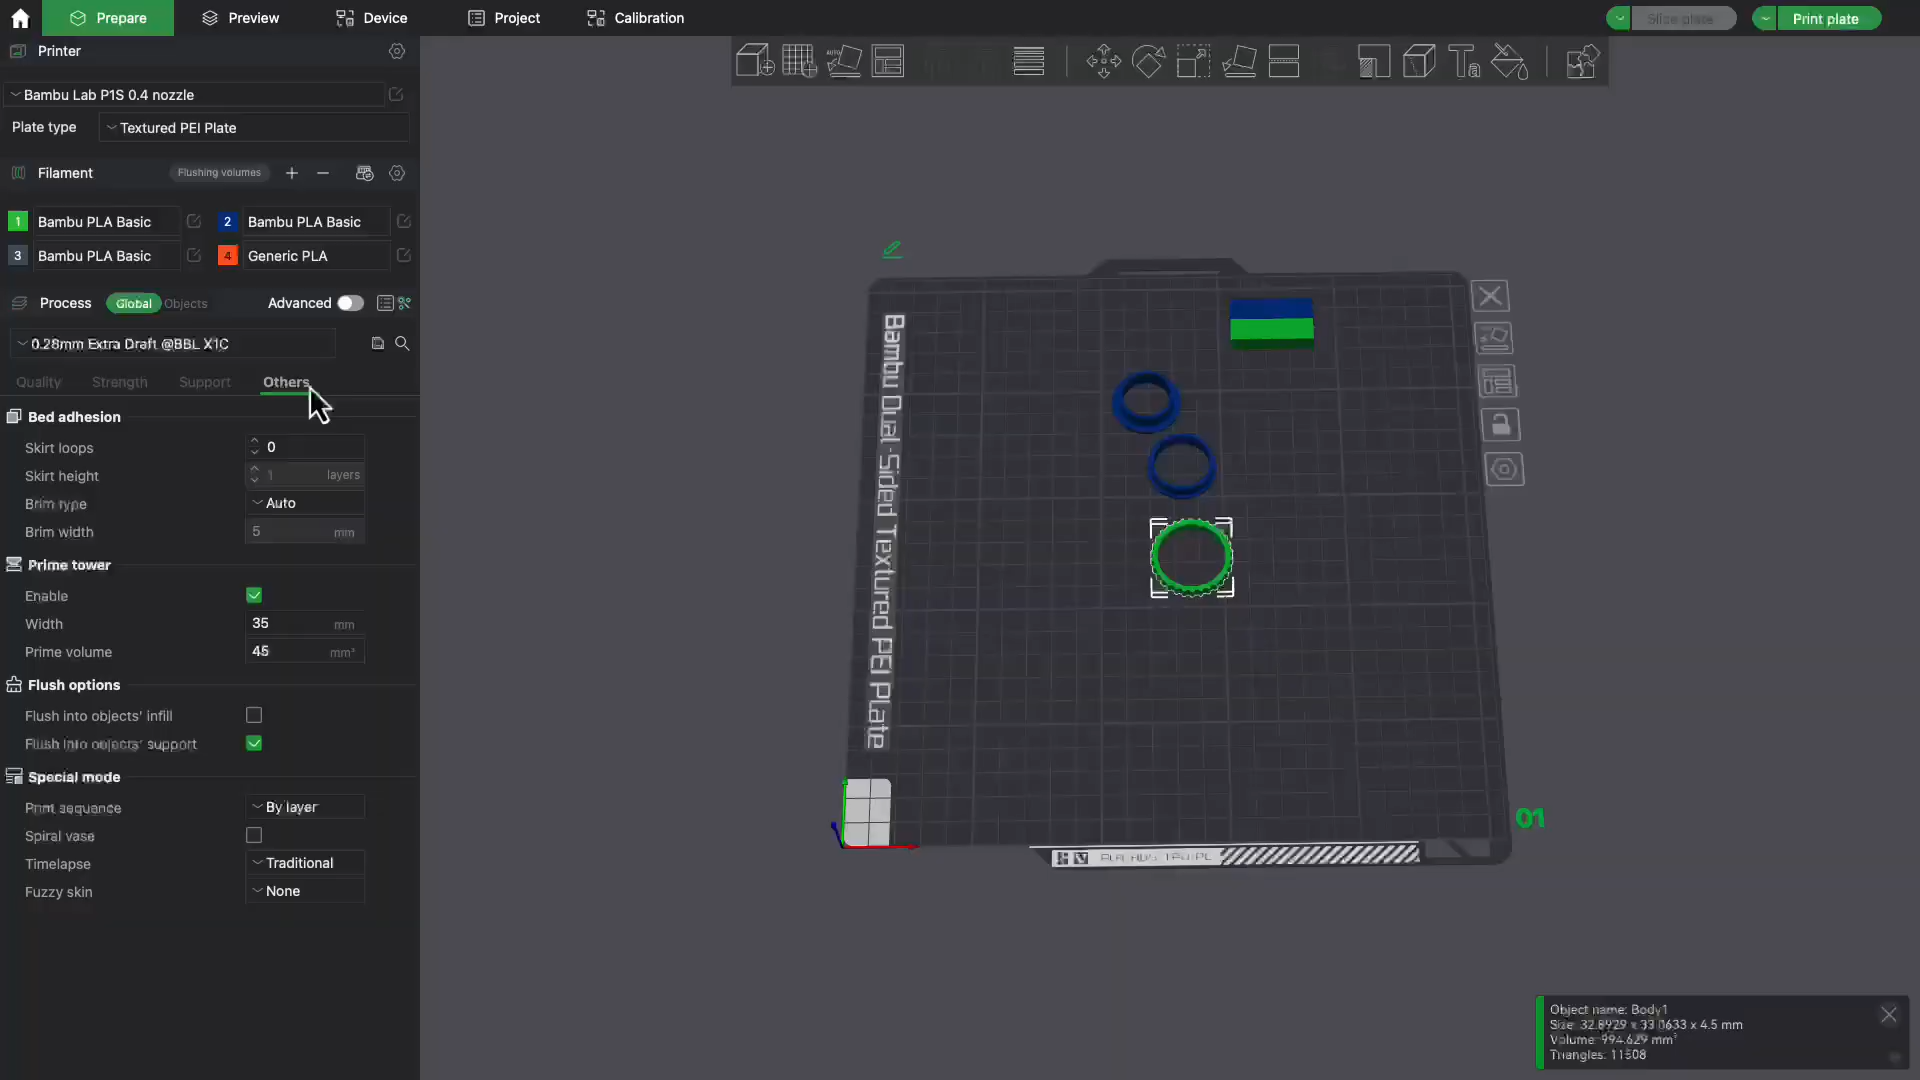 Prepare
Preview
Device
Project
Calibration
Slice plate
Print plate
Printer
Bambu Lab P1S 0.4 nozzle
Plate type
Textured PEI Plate
Filament
Flushing volumes
1 Bambu PLA Basic
2 Bambu PLA Basic
3 Bambu PLA Basic
4 Generic PLA
Process
Global
Objects
Advanced
0.28mm Extra Draft @BBL X1C
Quality
Strength
Support
Others
Bed adhesion
Skirt loops 0
Skirt height 1 layers
Brim type Auto
Brim width 5 mm
Prime tower
Enable
Width 35 mm
Prime volume 45 mm³
Flush options
Flush into objects' infill
Flush into objects' support
Special mode
Print sequence By layer
Spiral vase
Timelapse Traditional
Fuzzy skin None
AUTO
Bambu Dual-Sided Textured PEI Plate
01
Object name: Body1
Size: 32.8929 x 33.0633 x 4.5 mm
Volume: 994.629 mm³
Triangles: 11508